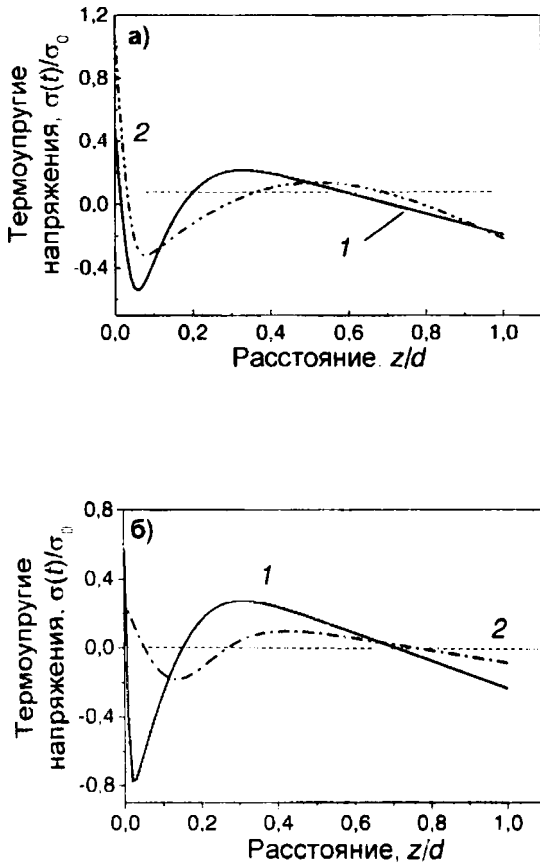 а)
1,2
0,8
0,4
0,0
-0,4
2
1
Термоупругие
напряжения, σ(t)/σ₀
0,0 0,2 0,4 0,6 0,8 1,0
Расстояние. z/d
б)
0,8
0,4
0,0
-0,4
-0,8
1
2
Термоупругие
напряжения, σ(t)/σ₀
0,0 0,2 0,4 0,6 0,8 1,0
Расстояние, z/d